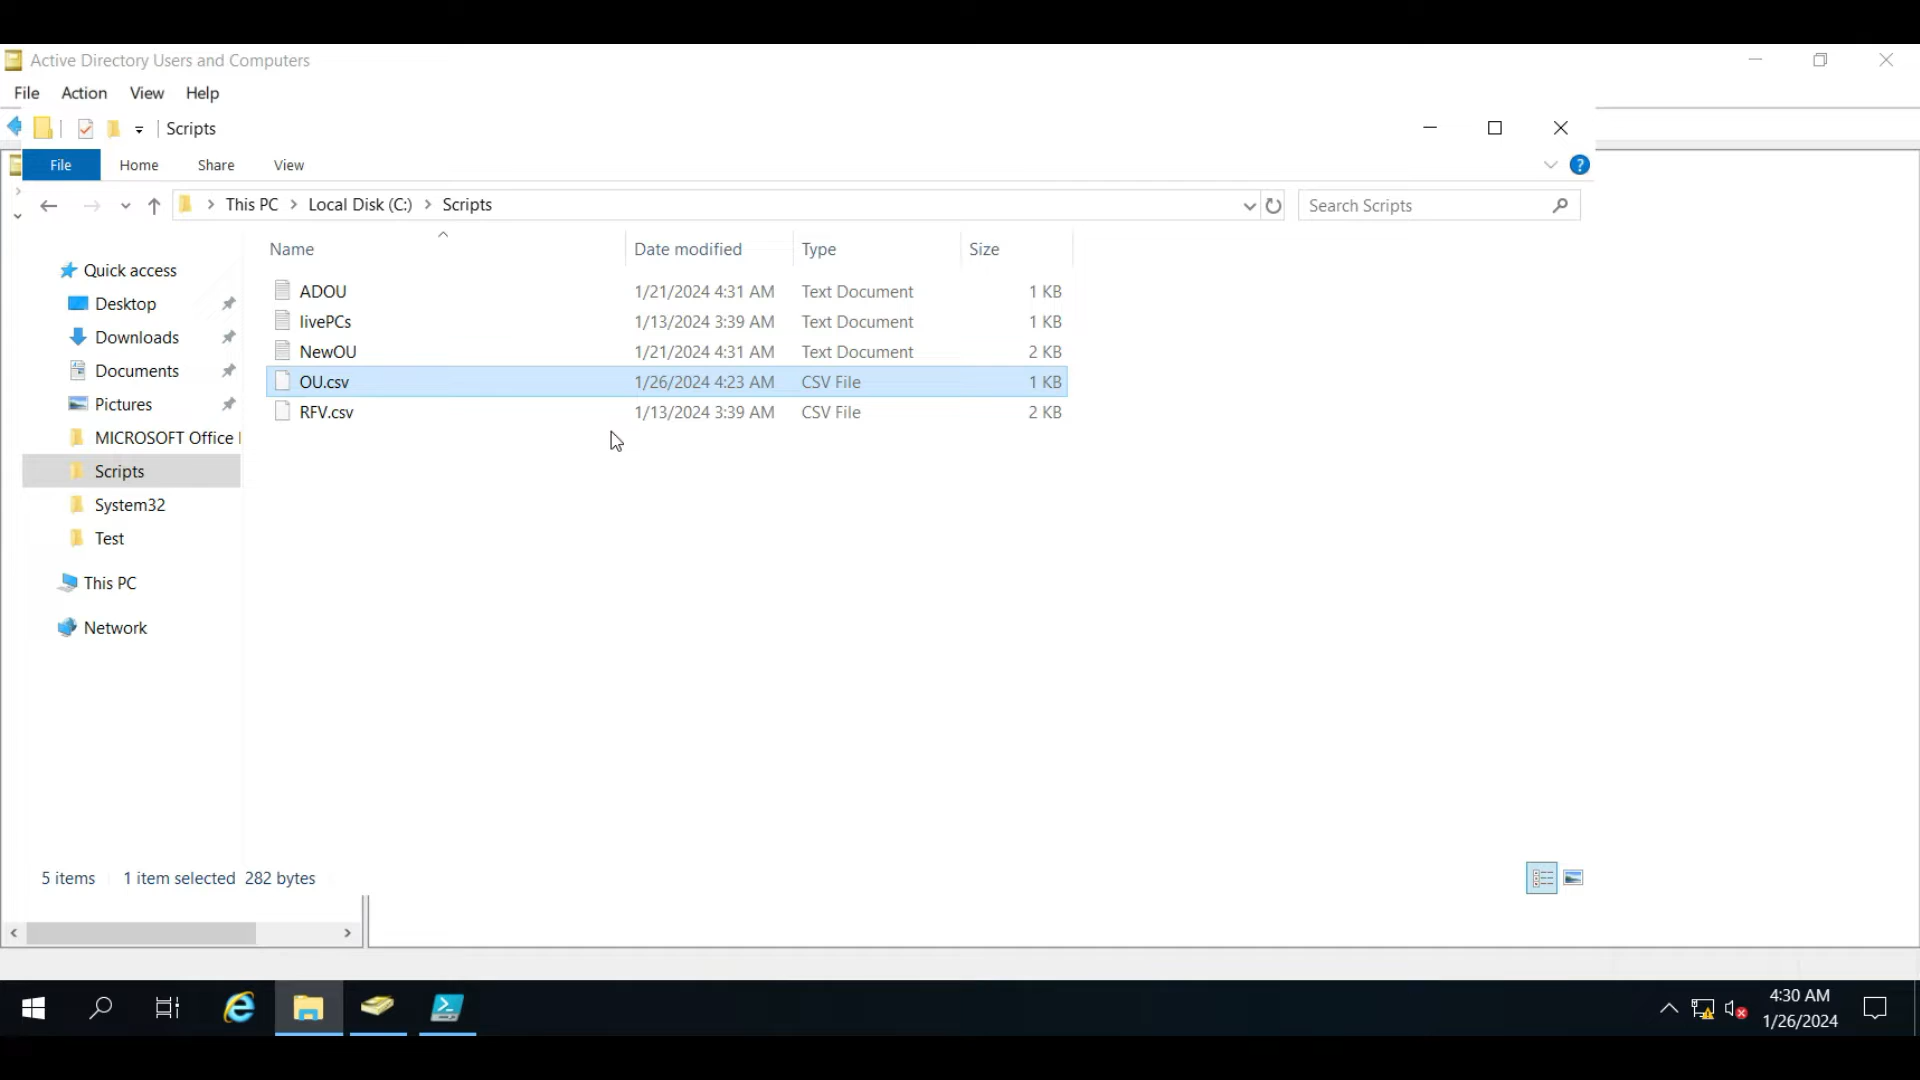 Active Directory Users and Computers
File Action View Help
Scripts
File Home Share View
This PC Local Disk (C:) Scripts
Search Scripts
Name Date modified Type Size
Quick access
Desktop
Downloads
Documents
Pictures
MICROSOFT Office
Scripts
System32
Test
This PC
Network
ADOU 1/21/2024 4:31 AM Text Document 1 KB
livePCs 1/13/2024 3:39 AM Text Document 1 KB
NewOU 1/21/2024 4:31 AM Text Document 2 KB
OU.csv 1/26/2024 4:23 AM CSV File 1 KB
RFV.csv 1/13/2024 3:39 AM CSV File 2 KB
5 items 1 item selected 282 bytes
4:30 AM
1/26/2024